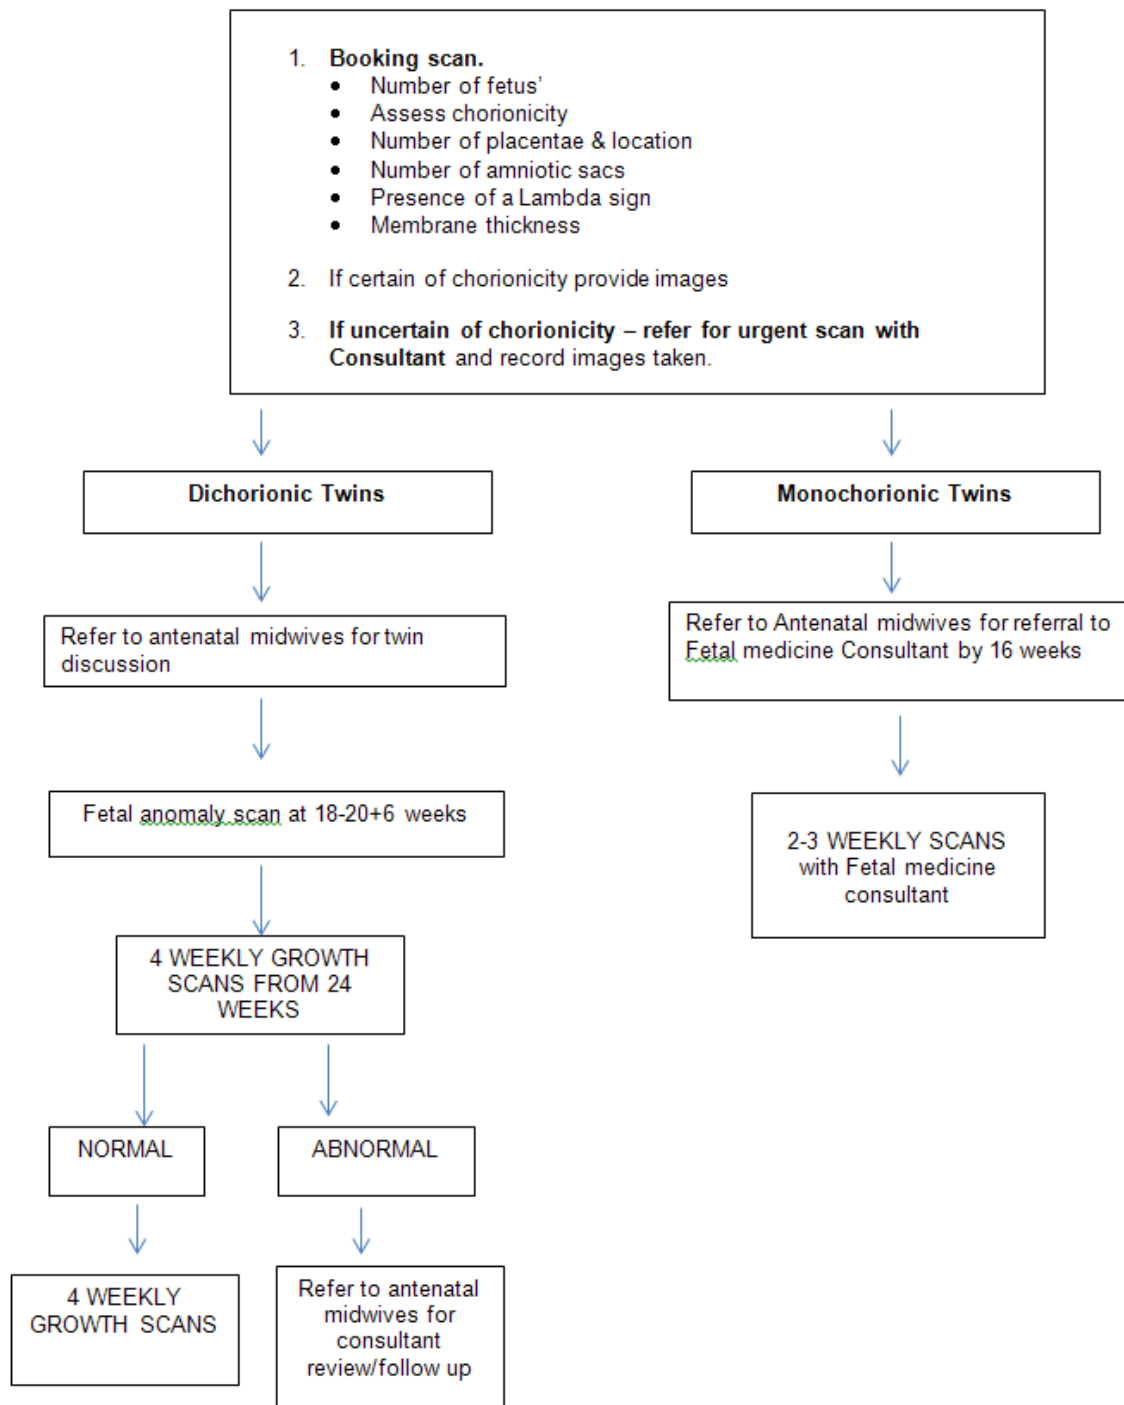 1. Booking scan.
• Number of fetus’
• Assess chorionicity
• Number of placentae & location
• Number of amniotic sacs
• Presence of a Lambda sign
• Membrane thickness
2. If certain of chorionicity provide images
3. If uncertain of chorionicity – refer for urgent scan with
Consultant and record images taken.
Dichorionic Twins
Monochorionic Twins
Refer to antenatal midwives for twin
discussion
Refer to Antenatal midwives for referral to
Fetal medicine Consultant by 16 weeks
Fetal anomaly scan at 18-20+6 weeks
2-3 WEEKLY SCANS
with Fetal medicine
consultant
4 WEEKLY GROWTH
SCANS FROM 24
WEEKS
NORMAL
ABNORMAL
4 WEEKLY
GROWTH SCANS
Refer to antenatal
midwives for
consultant
review/follow up